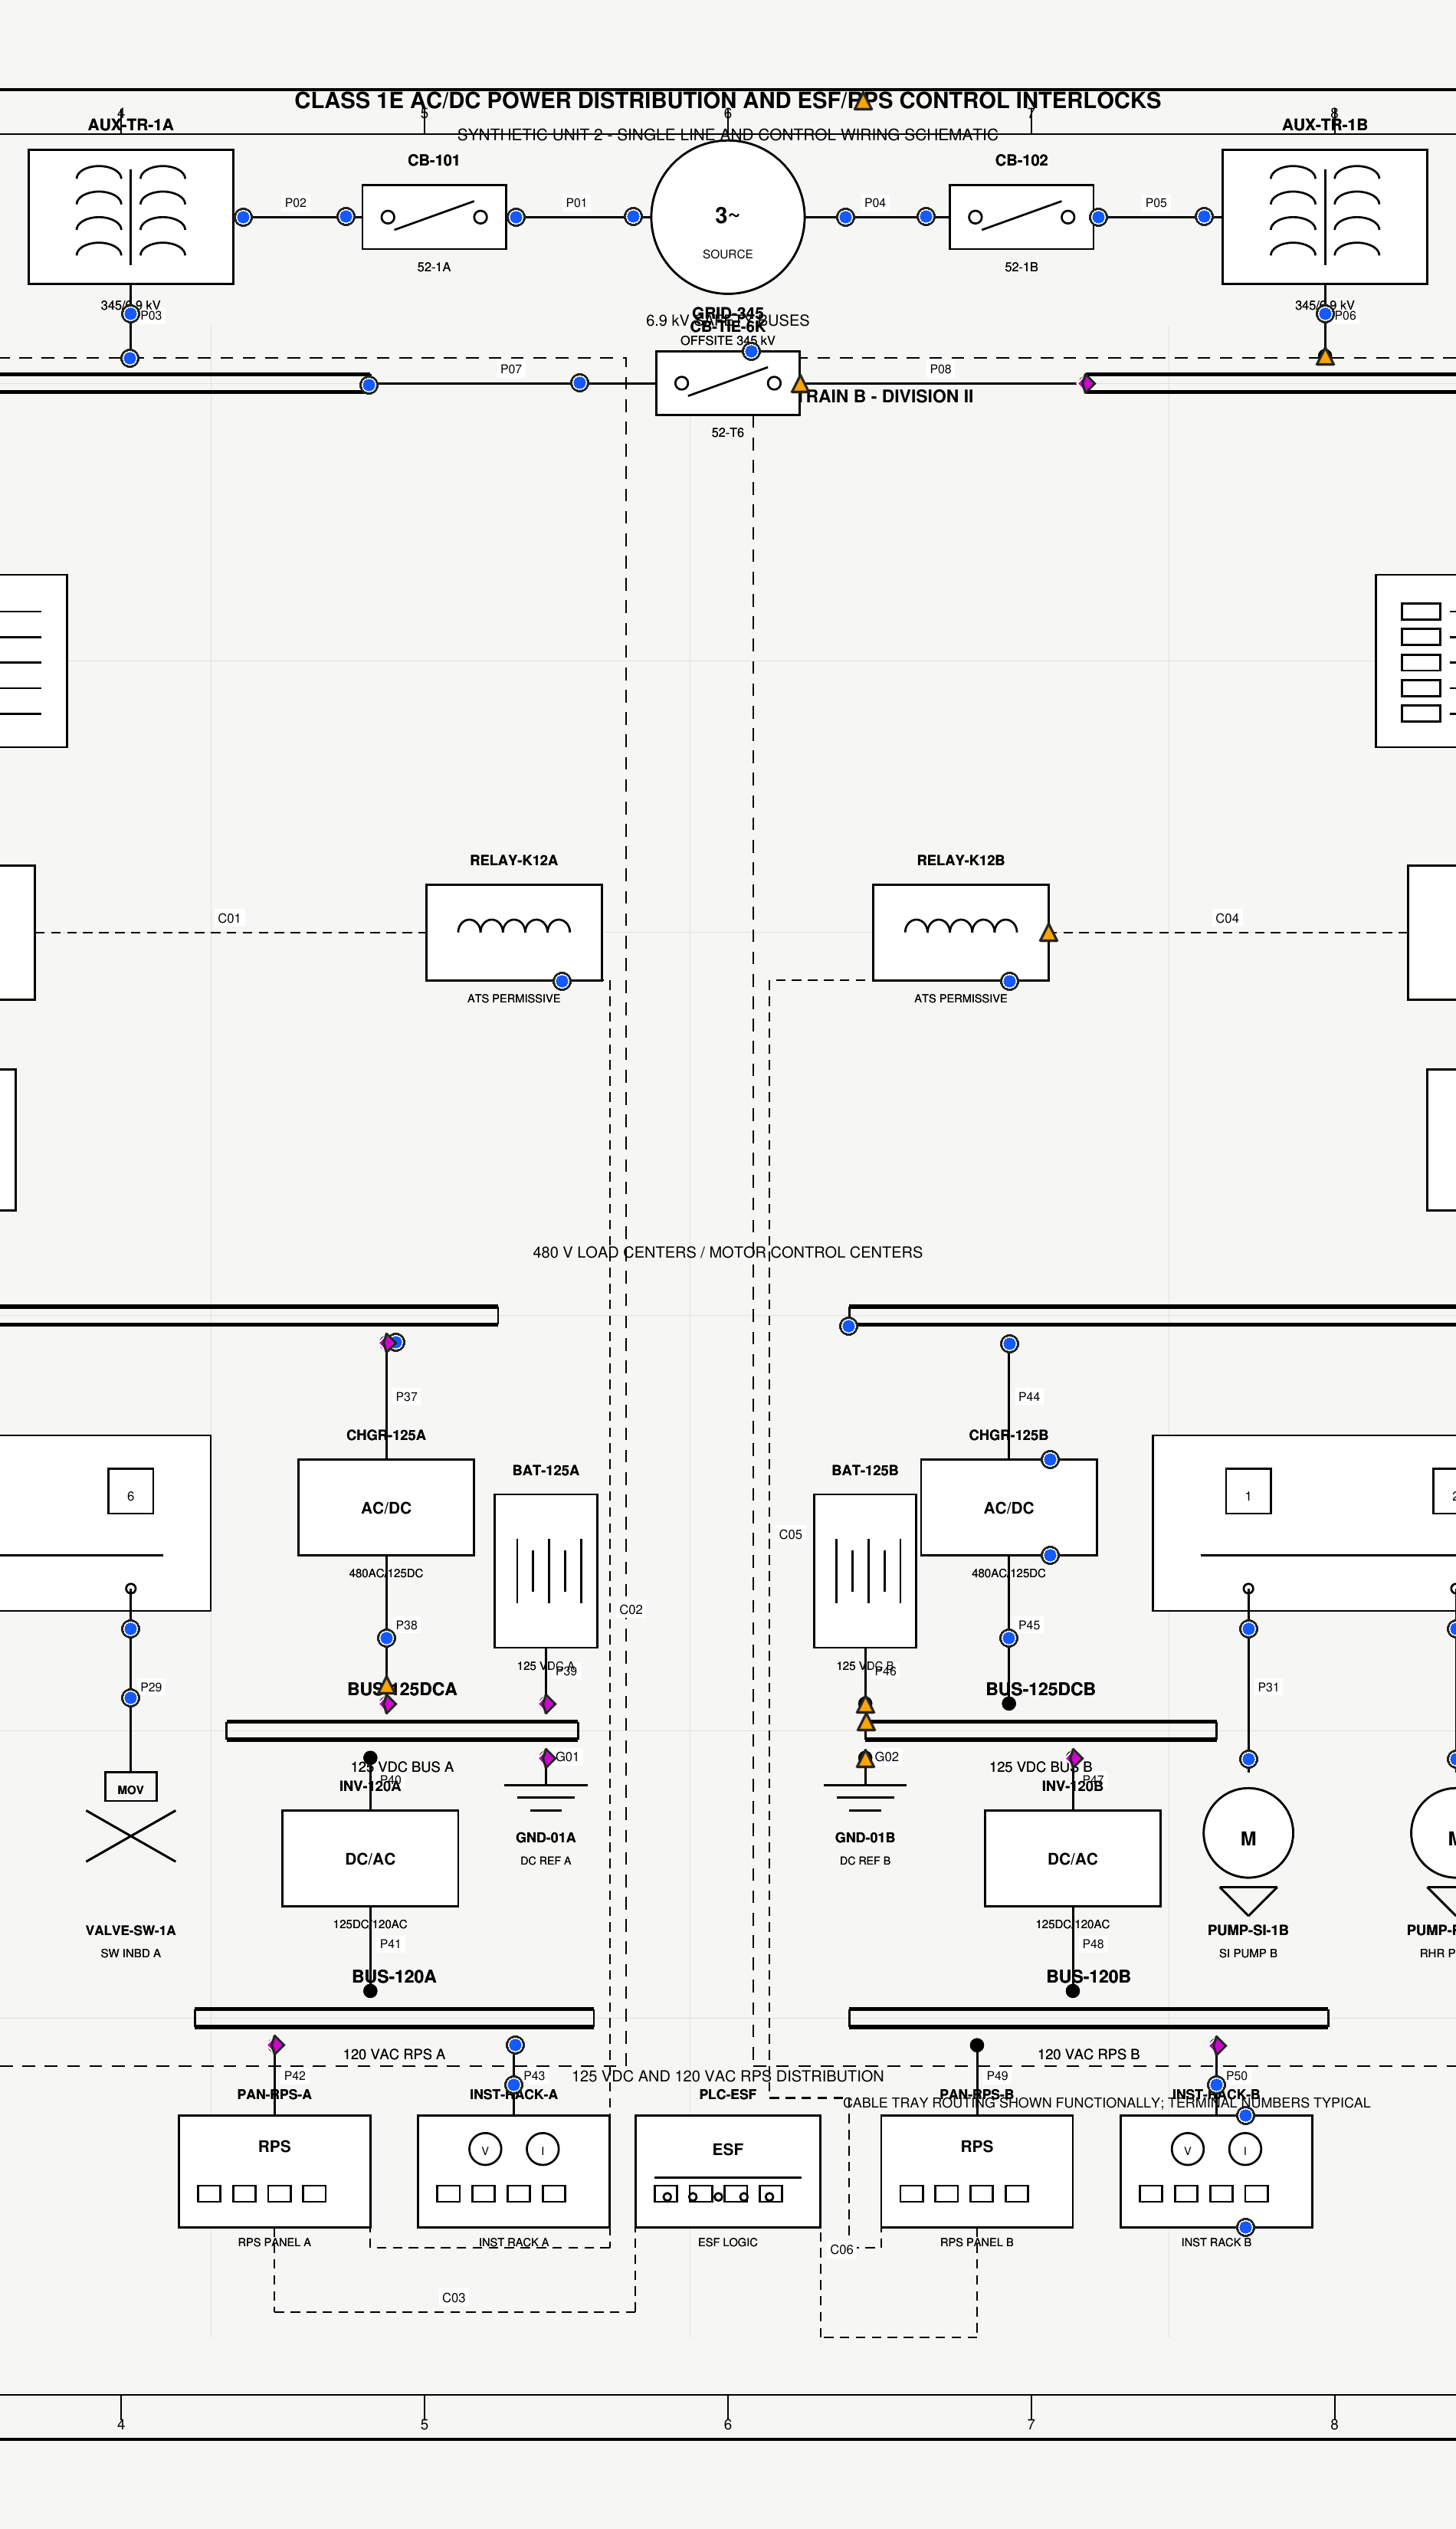 CLASS 1E AC/DC POWER DISTRIBUTION AND ESF/RPS CONTROL INTERLOCKS
4 5 6 7 8
SYNTHETIC UNIT 2 - SINGLE LINE AND CONTROL WIRING SCHEMATIC
AUX-TR-1A
AUX-TR-1B
CB-101
CB-102
P02
P01
P04
P05
3~
SOURCE
52-1A
52-1B
345/6.9 kV
345/6.9 kV
P03
P06
GRID-345
6.9 kV SAFETY BUSES
CB-TIE-6K
OFFSITE 345 kV
P07
P08
TRAIN B - DIVISION II
52-T6
RELAY-K12A
RELAY-K12B
C01
C04
ATS PERMISSIVE
ATS PERMISSIVE
480 V LOAD CENTERS / MOTOR CONTROL CENTERS
P37
P44
CHGR-125A
CHGR-125B
BAT-125A
BAT-125B
6
AC/DC
AC/DC
1
2
C05
480AC/125DC
480AC/125DC
C02
P38
P45
125 VDC A
125 VDC B
P39
P46
P29
P31
BUS-125DCA
BUS-125DCB
G01
G02
125 VDC BUS A
125 VDC BUS B
P40
P47
INV-120A
INV-120B
MOV
GND-01A
GND-01B
M
M
DC/AC
DC/AC
DC REF A
DC REF B
125DC/120AC
125DC/120AC
VALVE-SW-1A
PUMP-SI-1B
PUMP-
P41
P48
SW INBD A
SI PUMP B
RHR P
BUS-120A
BUS-120B
120 VAC RPS A
120 VAC RPS B
P42
P43
125 VDC AND 120 VAC RPS DISTRIBUTION
P49
P50
PAN-RPS-A
INST-RACK-A
PLC-ESF
PAN-RPS-B
INST-RACK-B
CABLE TRAY ROUTING SHOWN FUNCTIONALLY; TERMINAL NUMBERS TYPICAL
RPS
V
I
ESF
RPS
V
I
RPS PANEL A
INST RACK A
ESF LOGIC
C06
RPS PANEL B
INST RACK B
C03
4 5 6 7 8